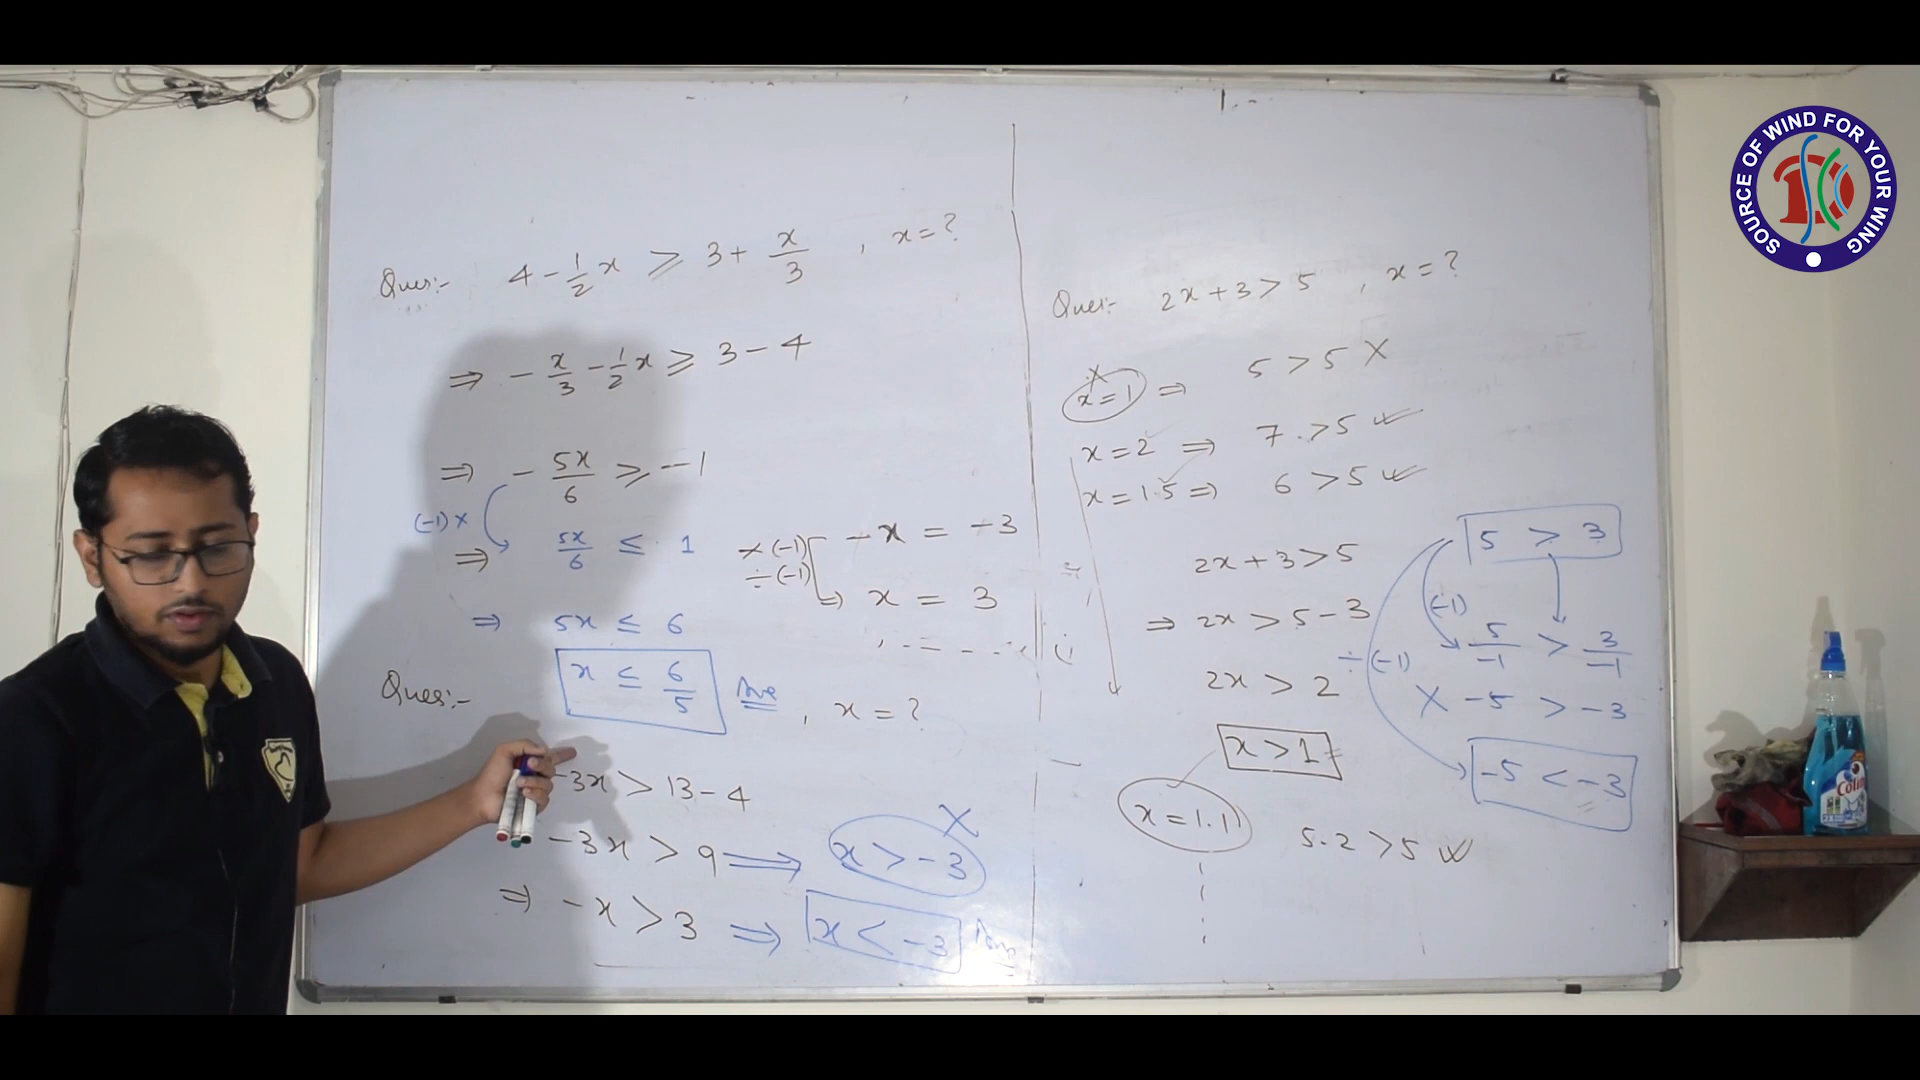 Ques:- 4 - 1/2 x ≥ 3 + x/3 , x = ?
⇒ - x/3 - 1/2 x ≥ 3 - 4
⇒ - 5x/6 ≥ -1
(-1) x
⇒ 5x/6 ≤ 1
⇒ 5x ≤ 6
x ≤ 6/5 Ans
x (-1) -x = -3
÷ (-1)
⇒ x = 3
Ques:- , x = ?
-3x > 13 - 4
-3x > 9 ⇒ x > -3 X
⇒ -x > 3 ⇒ x < -3 Ans
Ques:- 2x + 3 > 5 , x = ?
X
x = 1 ⇒ 5 > 5 X
x = 2 ⇒ 7 > 5 ✓
x = 1.5 ⇒ 6 > 5 ✓
2x + 3 > 5
⇒ 2x > 5 - 3
2x > 2
x > 1
x = 1.1 5.2 > 5 ✓
5 > 3
(-1)
5/-1 > 3/-1
÷ (-1)
X -5 > -3
-5 < -3
SOURCE OF WIND FOR YOUR WING
Colin